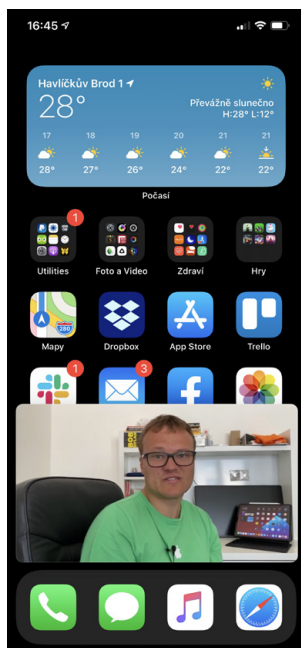 16:45
Havlíčkův Brod 1
28°
Převážně slunečno
H:28° L:12°
17 18 19 20 21 21
28° 27° 26° 24° 22° 22°
Počasí
1
Utilities Foto a Video Zdraví Hry
280
Mapy Dropbox App Store Trello
1 3